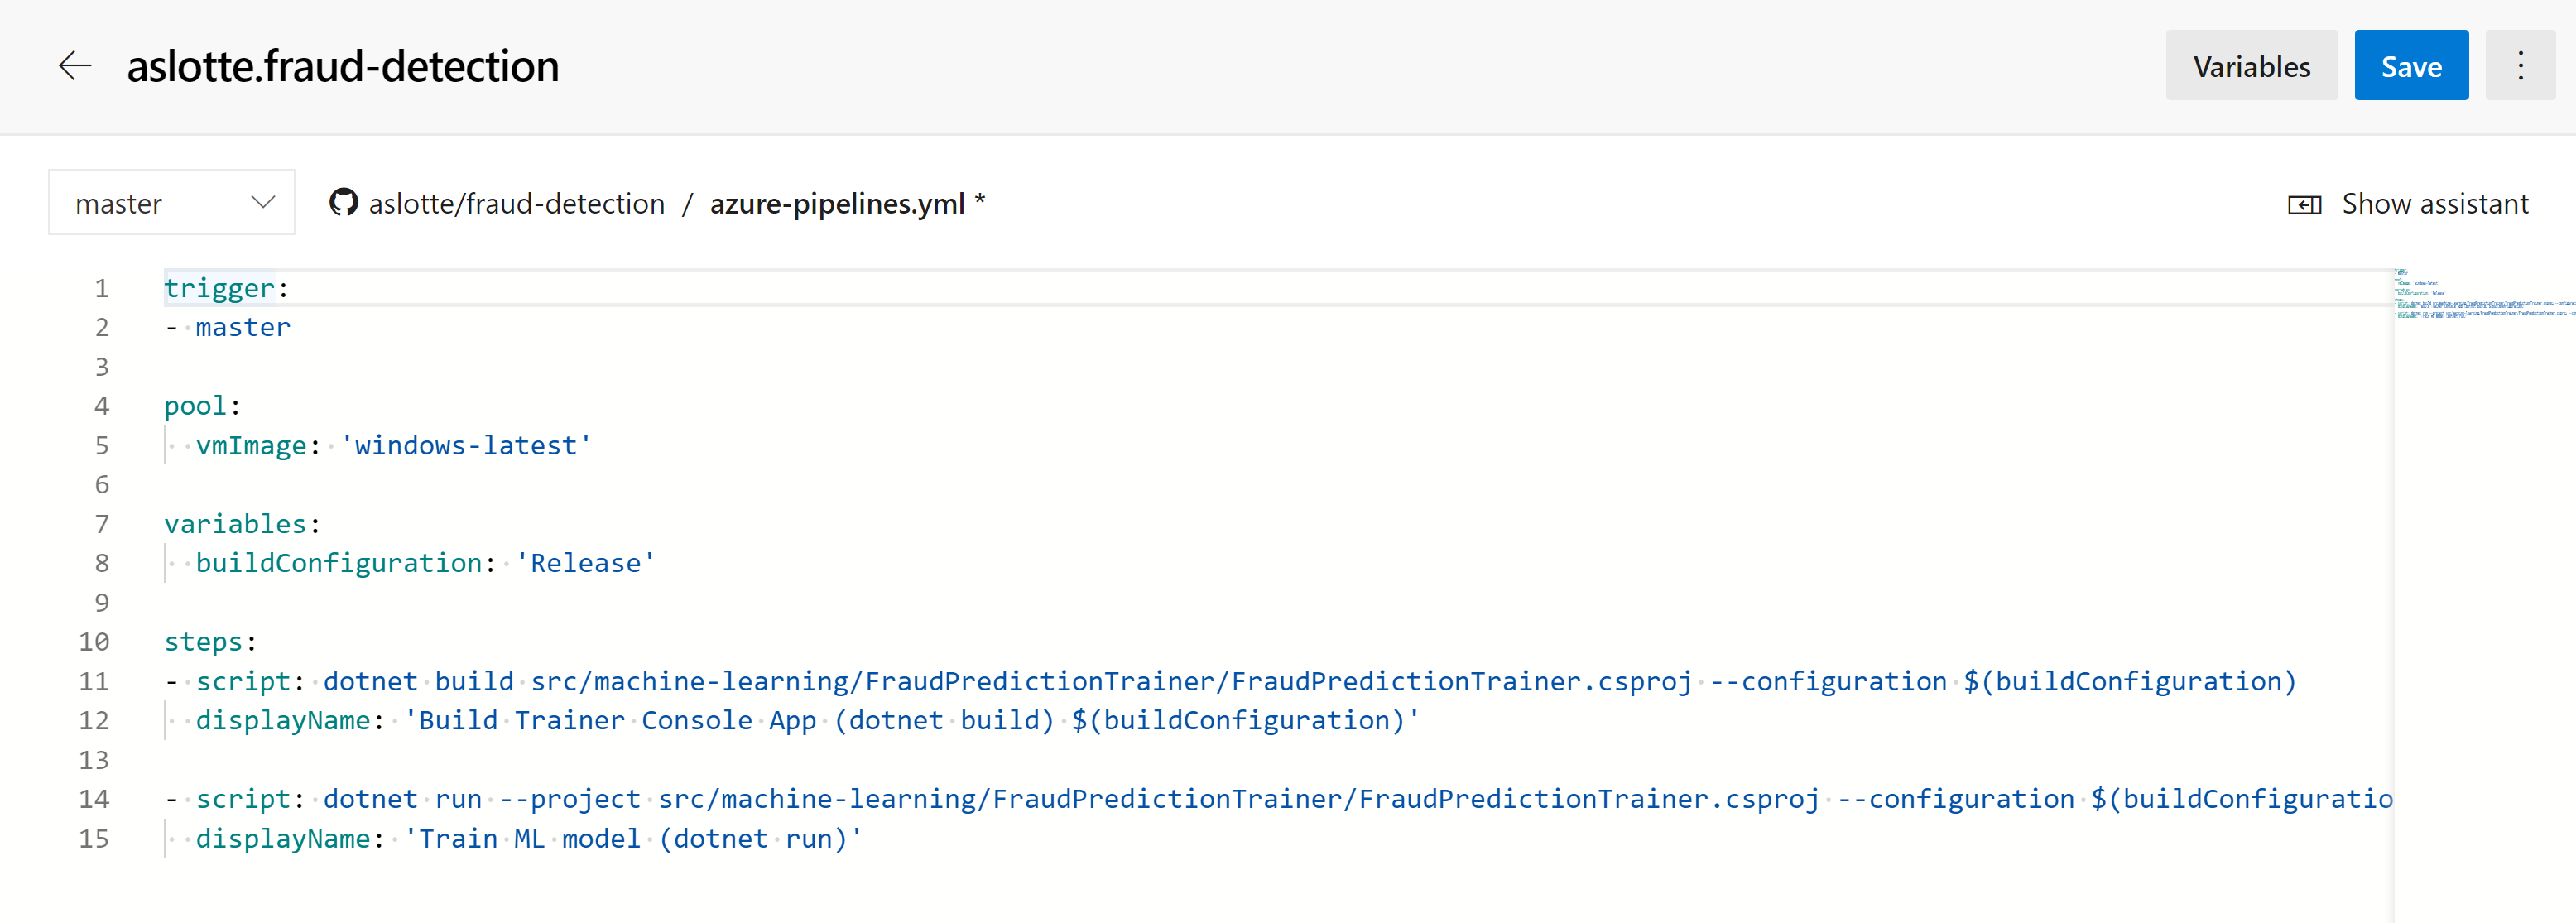 aslotte.fraud-detection
Variables
Save
master
aslotte/fraud-detection / azure-pipelines.yml *
Show assistant
1 trigger:
2 - master
3
4 pool:
5 vmImage: 'windows-latest'
6
7 variables:
8 buildConfiguration: 'Release'
9
10 steps:
11 - script: dotnet build src/machine-learning/FraudPredictionTrainer/FraudPredictionTrainer.csproj --configuration $(buildConfiguration)
12 displayName: 'Build Trainer Console App (dotnet build) $(buildConfiguration)'
13
14 - script: dotnet run --project src/machine-learning/FraudPredictionTrainer/FraudPredictionTrainer.csproj --configuration $(buildConfiguratio
15 displayName: 'Train ML model (dotnet run)'